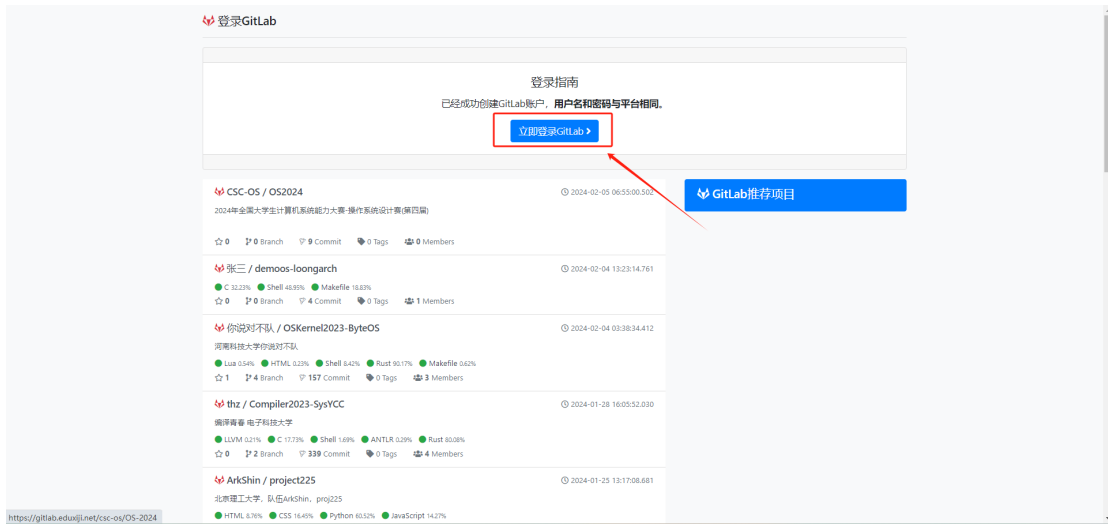 登录GitLab
登录指南
已经成功创建GitLab账户，用户名和密码与平台相同。
立即登录GitLab
CSC-OS / OS2024
2024-02-05 06:55:00.502
2024年全国大学生计算机系统能力大赛-操作系统设计赛(第四届)
0 0 Branch 9 Commit 0 Tags 0 Members
GitLab推荐项目
张三 / demoos-loongarch
2024-02-04 13:23:14.761
C 32.23% Shell 48.95% Makefile 18.83%
0 0 Branch 4 Commit 0 Tags 1 Members
你说对不队 / OSKernel2023-ByteOS
2024-02-04 03:38:34.412
河南科技大学你说对不队
Lua 0.54% HTML 0.23% Shell 8.42% Rust 90.17% Makefile 0.62%
1 4 Branch 157 Commit 0 Tags 3 Members
thz / Compiler2023-SysYCC
2024-01-28 16:05:52.030
编译青春 电子科技大学
LLVM 0.21% C 17.73% Shell 1.69% ANTLR 0.29% Rust 80.08%
0 2 Branch 339 Commit 0 Tags 4 Members
ArkShin / project225
2024-01-25 13:17:08.681
北京理工大学，队伍ArkShin，proj225
HTML 8.76% CSS 16.45% Python 60.52% JavaScript 14.27%
https://gitlab.eduxiji.net/csc-os/OS-2024